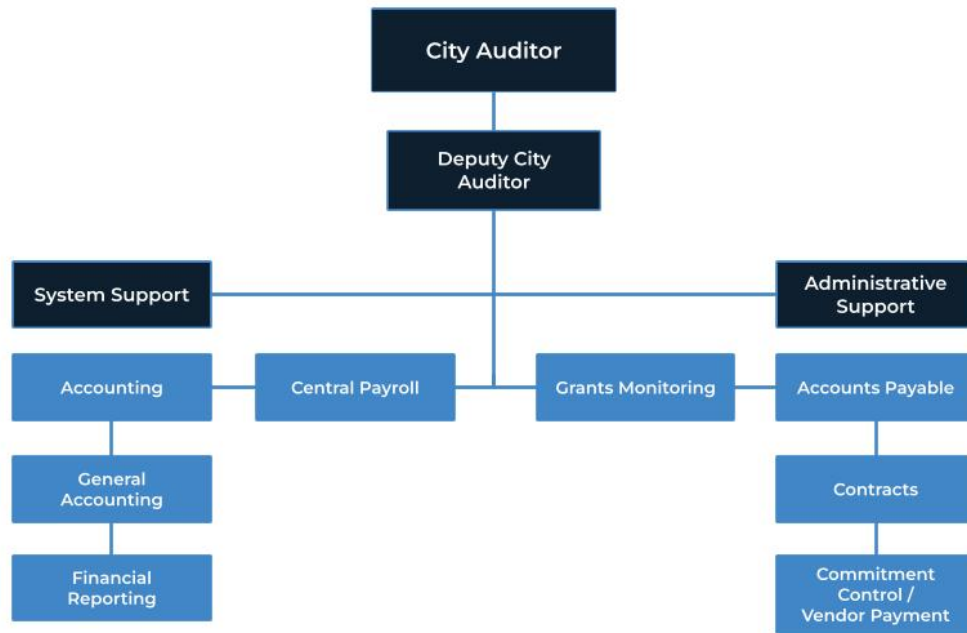 City Auditor
Deputy City
Auditor
System Support
Administrative
Support
Accounting
Central Payroll
Grants Monitoring
Accounts Payable
General
Accounting
Contracts
Financial
Reporting
Commitment
Control /
Vendor Payment